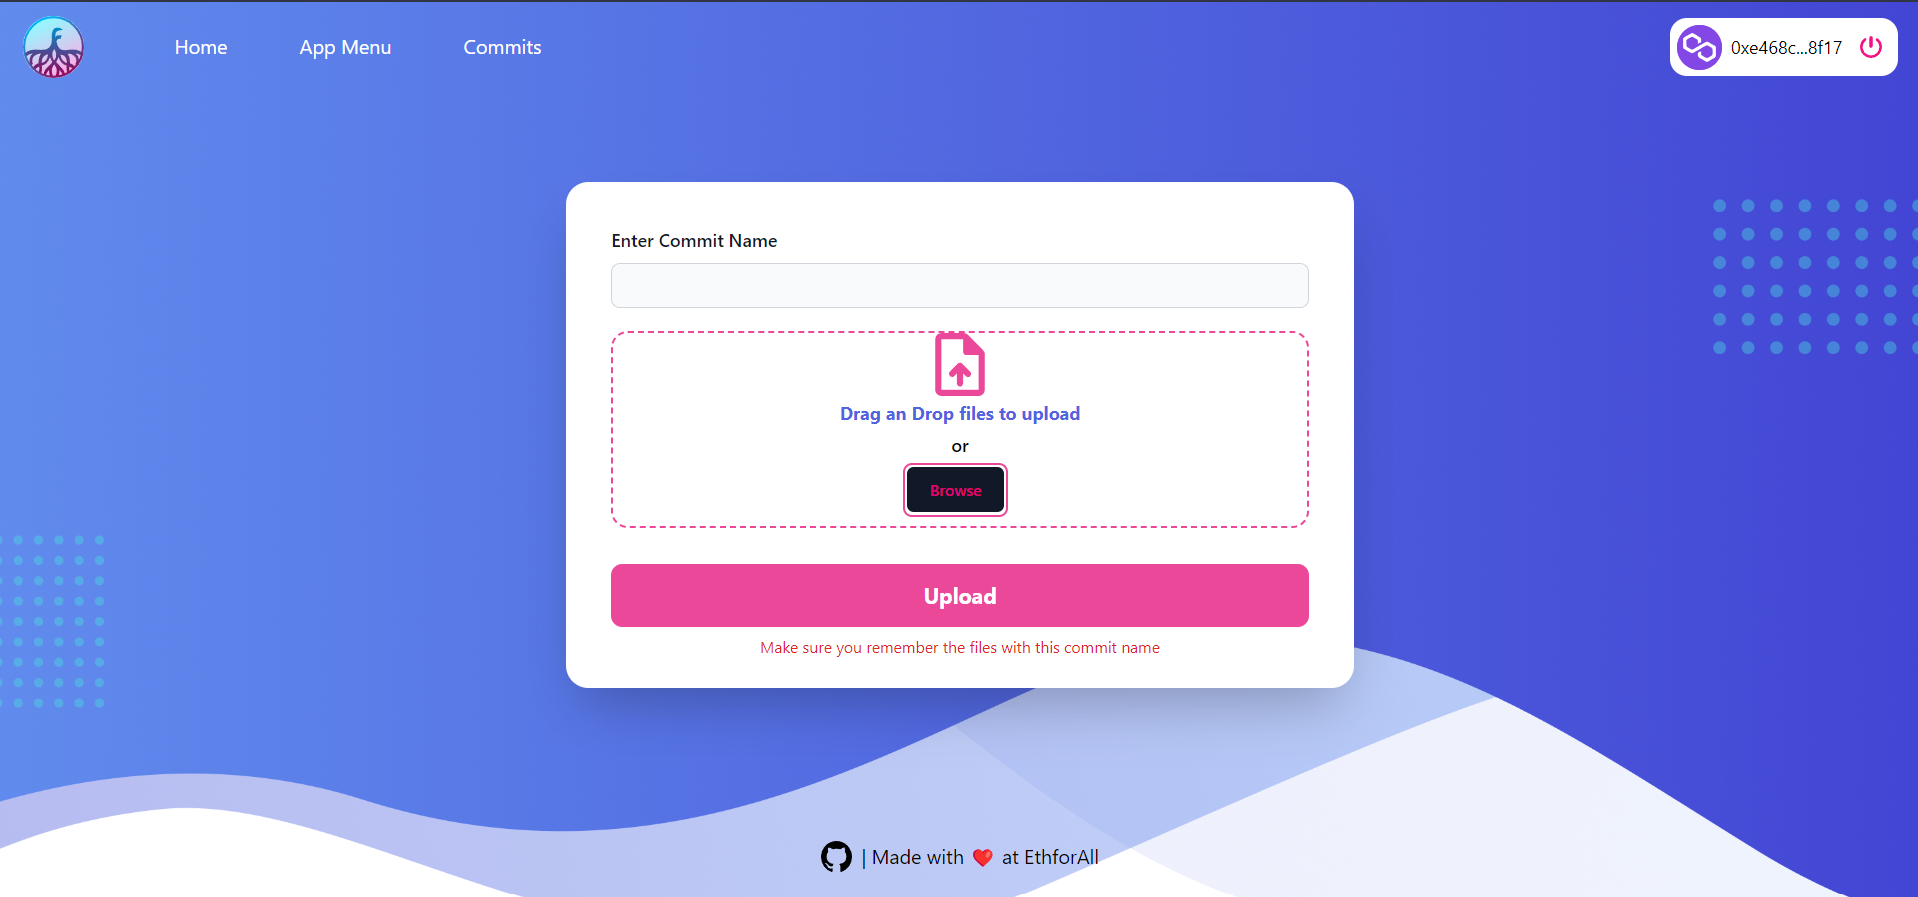 Home
App Menu
Commits
0xe468c...8f17
Enter Commit Name
Drag an Drop files to upload
or
Browse
Upload
Make sure you remember the files with this commit name
| Made with ❤️ at EthforAll